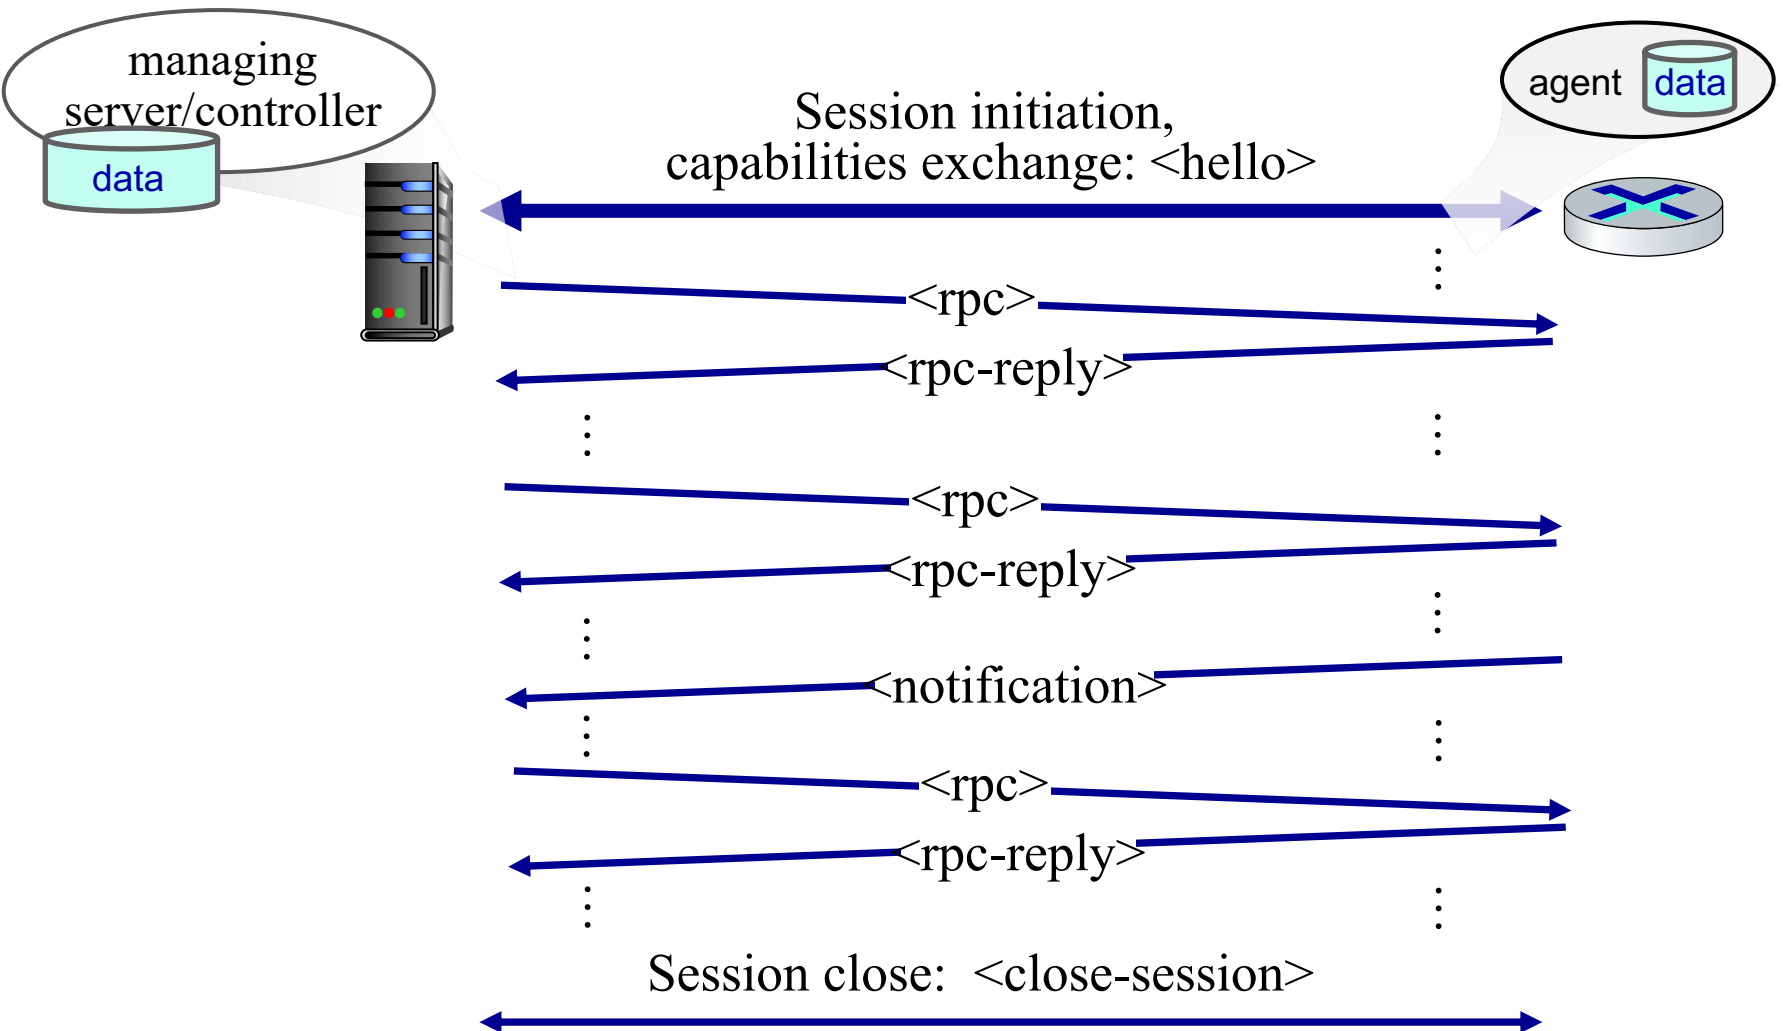 managing
server/controller
data
agent
data
Session initiation,
capabilities exchange: <hello>
<rpc>
<rpc-reply>
<rpc>
<rpc-reply>
<notification>
<rpc>
<rpc-reply>
Session close: <close-session>